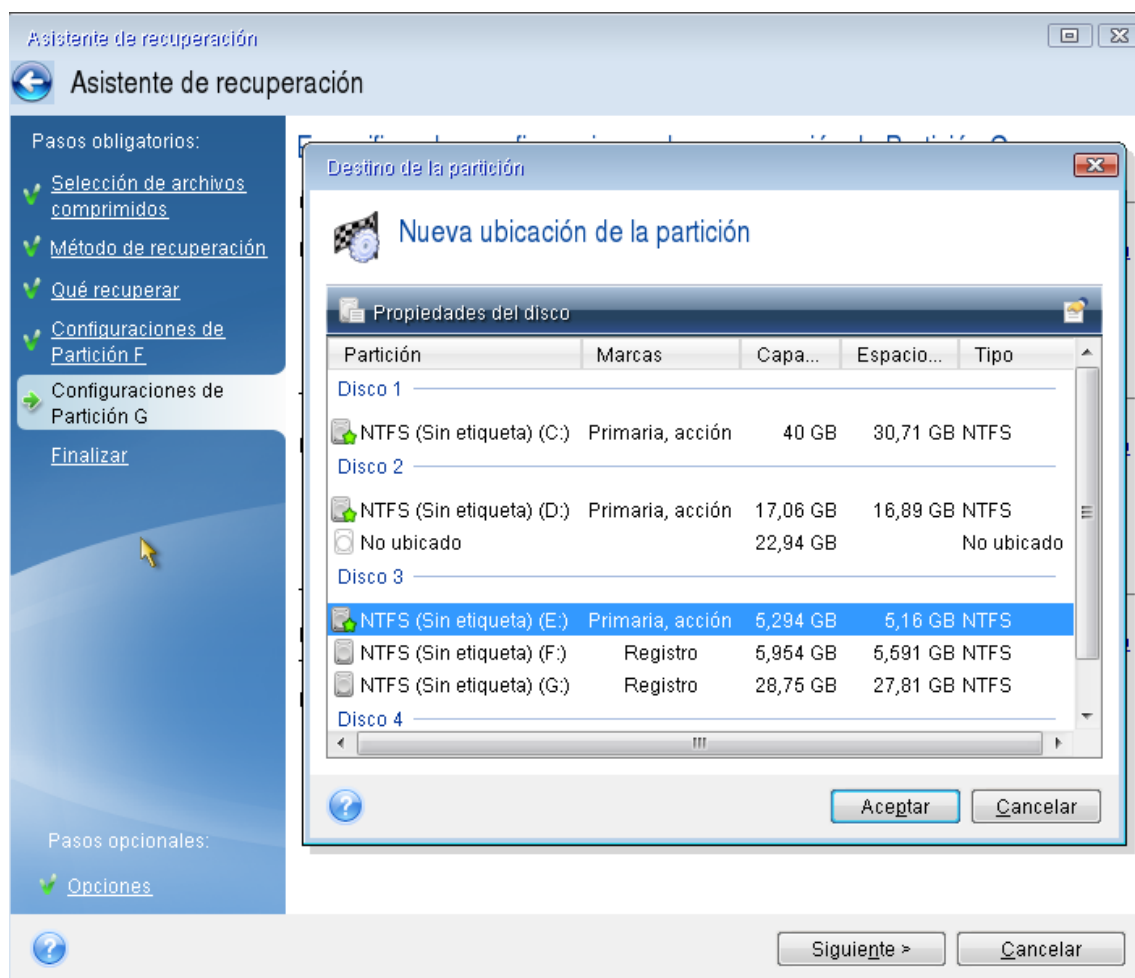 Asistente de recuperación
Asistente de recuperación
Pasos obligatorios:
Selección de archivos
comprimidos
Método de recuperación
Qué recuperar
Configuraciones de
Partición F
Configuraciones de
Partición G
Finalizar
Pasos opcionales:
Opciones
Destino de la partición
Nueva ubicación de la partición
Propiedades del disco
Partición Marcas Capa... Espacio... Tipo
Disco 1
NTFS (Sin etiqueta) (C:) Primaria, acción 40 GB 30,71 GB NTFS
Disco 2
NTFS (Sin etiqueta) (D:) Primaria, acción 17,06 GB 16,89 GB NTFS
No ubicado 22,94 GB No ubicado
Disco 3
NTFS (Sin etiqueta) (E:) Primaria, acción 5,294 GB 5,16 GB NTFS
NTFS (Sin etiqueta) (F:) Registro 5,954 GB 5,591 GB NTFS
NTFS (Sin etiqueta) (G:) Registro 28,75 GB 27,81 GB NTFS
Disco 4
Aceptar Cancelar
Siguiente > Cancelar